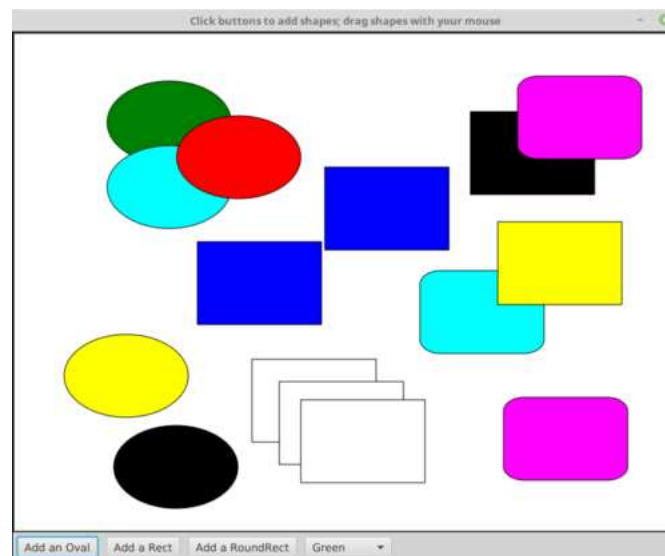 Click buttons to add shapes; drag shapes with your mouse
Add an Oval Add a Rect Add a RoundRect Green